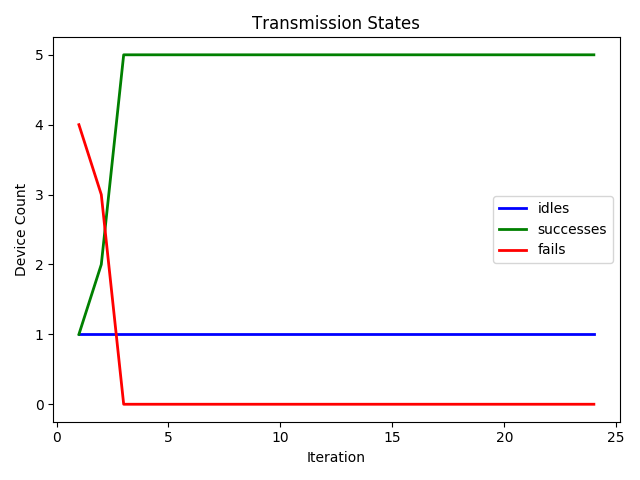 Transmission States
Device Count
5
4
3
2
1
0
idles
successes
fails
0 5 10 15 20 25
Iteration